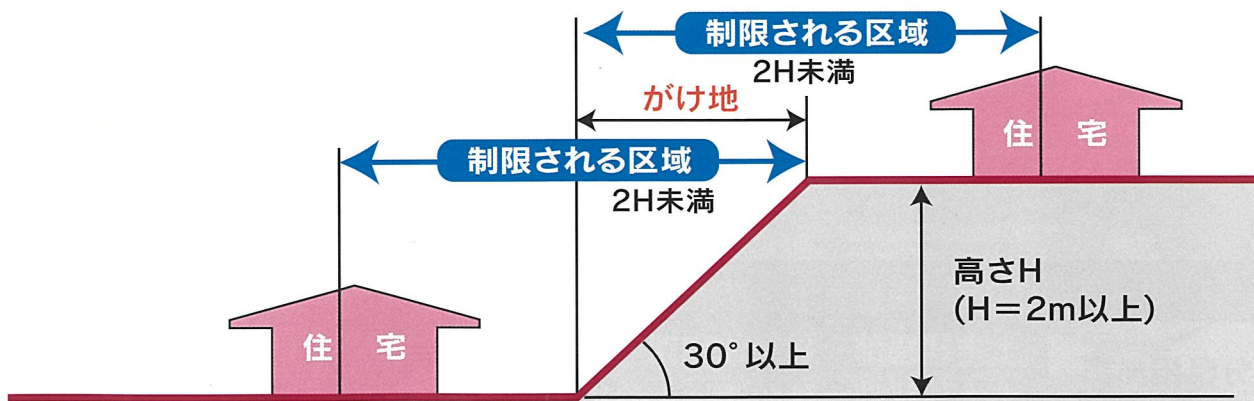 制限される区域
2H未満
がけ地
住 宅
制限される区域
2H未満
高さH
(H=2m以上)
住 宅
30°以上